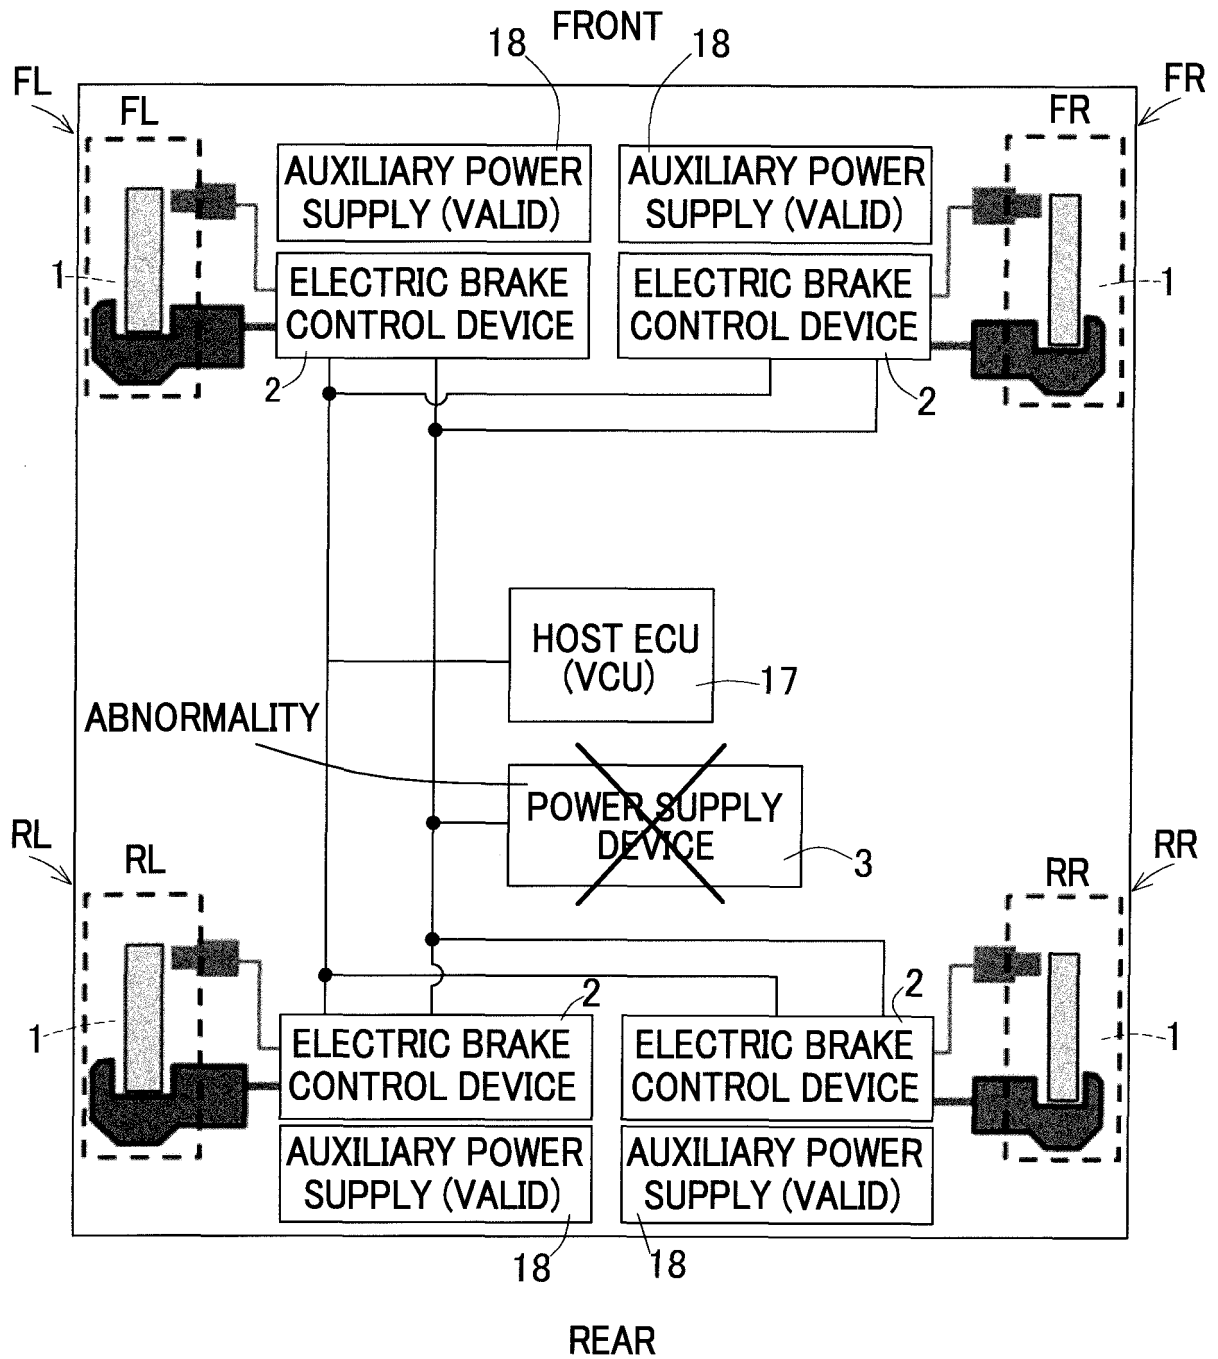 FRONT
18
18
FL
FR
FL
FR
AUXILIARY POWER
SUPPLY (VALID)
AUXILIARY POWER
SUPPLY (VALID)
1
ELECTRIC BRAKE
CONTROL DEVICE
ELECTRIC BRAKE
CONTROL DEVICE
1
2
2
HOST ECU
(VCU)
17
ABNORMALITY
POWER SUPPLY
DEVICE
3
RL
RR
RL
RR
2
2
1
ELECTRIC BRAKE
CONTROL DEVICE
ELECTRIC BRAKE
CONTROL DEVICE
1
AUXILIARY POWER
SUPPLY (VALID)
AUXILIARY POWER
SUPPLY (VALID)
18
18
REAR